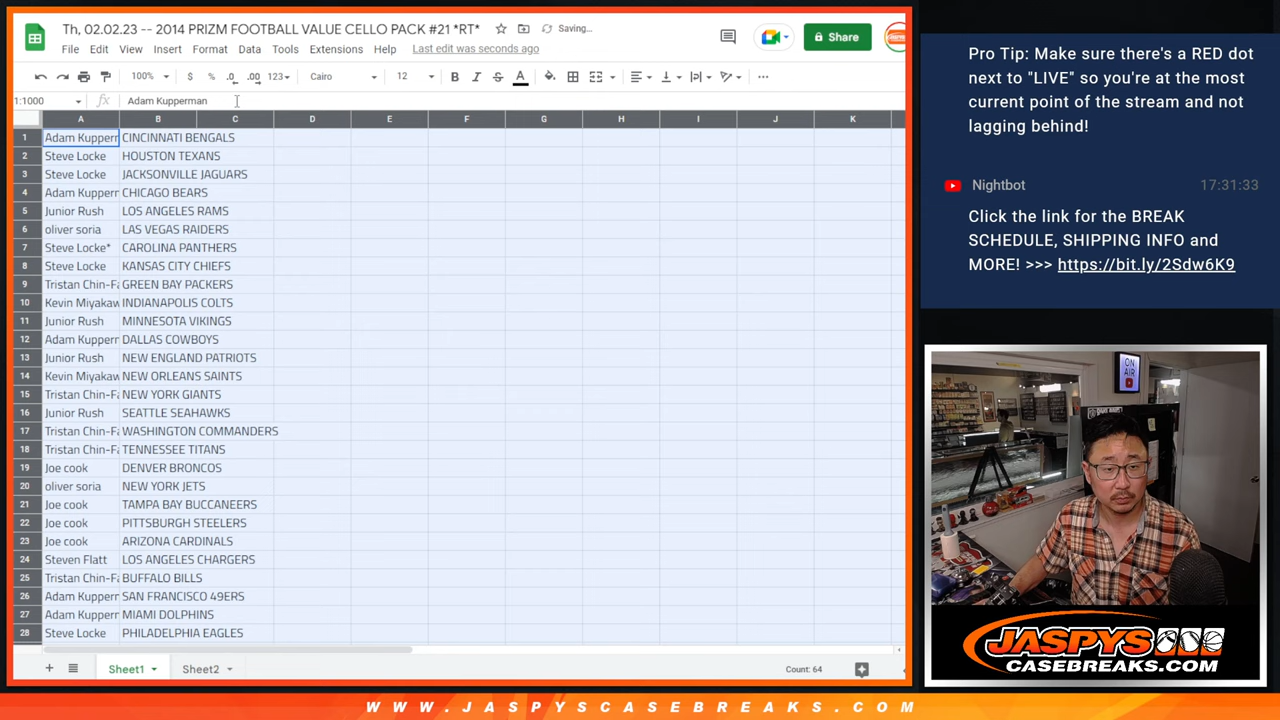 Th, 02.02.23 -- 2014 PRIZM FOOTBALL VALUE CELLO PACK #21 *RT*
Saving...
File Edit View Insert Format Data Tools Extensions Help Last edit was seconds ago
Share
100% $ % .0 .00 123 Cairo 12 B I S A
1:1000 fx Adam Kupperman
A B C D E F G H I J K
1 Adam Kupperr CINCINNATI BENGALS
2 Steve Locke HOUSTON TEXANS
3 Steve Locke JACKSONVILLE JAGUARS
4 Adam Kupperr CHICAGO BEARS
5 Junior Rush LOS ANGELES RAMS
6 oliver soria LAS VEGAS RAIDERS
7 Steve Locke* CAROLINA PANTHERS
8 Steve Locke KANSAS CITY CHIEFS
9 Tristan Chin-Fa GREEN BAY PACKERS
10 Kevin Miyakaw INDIANAPOLIS COLTS
11 Junior Rush MINNESOTA VIKINGS
12 Adam Kupperr DALLAS COWBOYS
13 Junior Rush NEW ENGLAND PATRIOTS
14 Kevin Miyakaw NEW ORLEANS SAINTS
15 Tristan Chin-Fa NEW YORK GIANTS
16 Junior Rush SEATTLE SEAHAWKS
17 Tristan Chin-Fa WASHINGTON COMMANDERS
18 Tristan Chin-Fa TENNESSEE TITANS
19 Joe cook DENVER BRONCOS
20 oliver soria NEW YORK JETS
21 Joe cook TAMPA BAY BUCCANEERS
22 Joe cook PITTSBURGH STEELERS
23 Joe cook ARIZONA CARDINALS
24 Steven Flatt LOS ANGELES CHARGERS
25 Tristan Chin-Fa BUFFALO BILLS
26 Adam Kupperr SAN FRANCISCO 49ERS
27 Adam Kupperr MIAMI DOLPHINS
28 Steve Locke PHILADELPHIA EAGLES
Sheet1 Sheet2 Count: 64
Pro Tip: Make sure there's a RED dot
next to "LIVE" so you're at the most
current point of the stream and not
lagging behind!
Nightbot 17:31:33
Click the link for the BREAK
SCHEDULE, SHIPPING INFO and
MORE! >>> https://bit.ly/2Sdw6K9
ON
AIR
JASPYS
CASEBREAKS.COM
WWW.JASPYSCASEBREAKS.COM